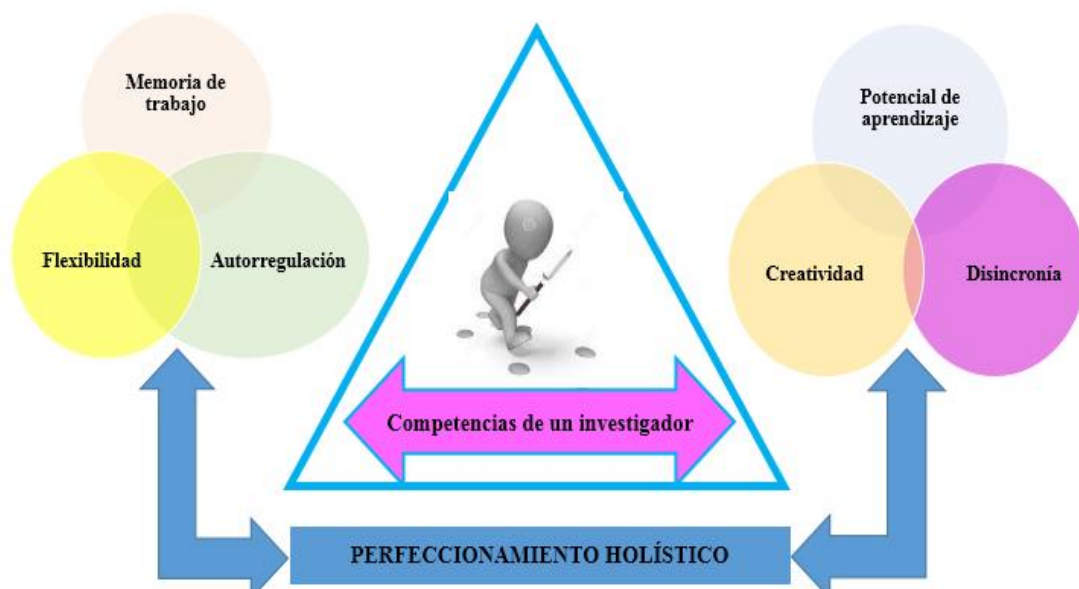 Memoria de
trabajo
Flexibilidad
Autorregulación
Potencial de
aprendizaje
Creatividad
Disincronía
Competencias de un investigador
PERFECCIONAMIENTO HOLÍSTICO